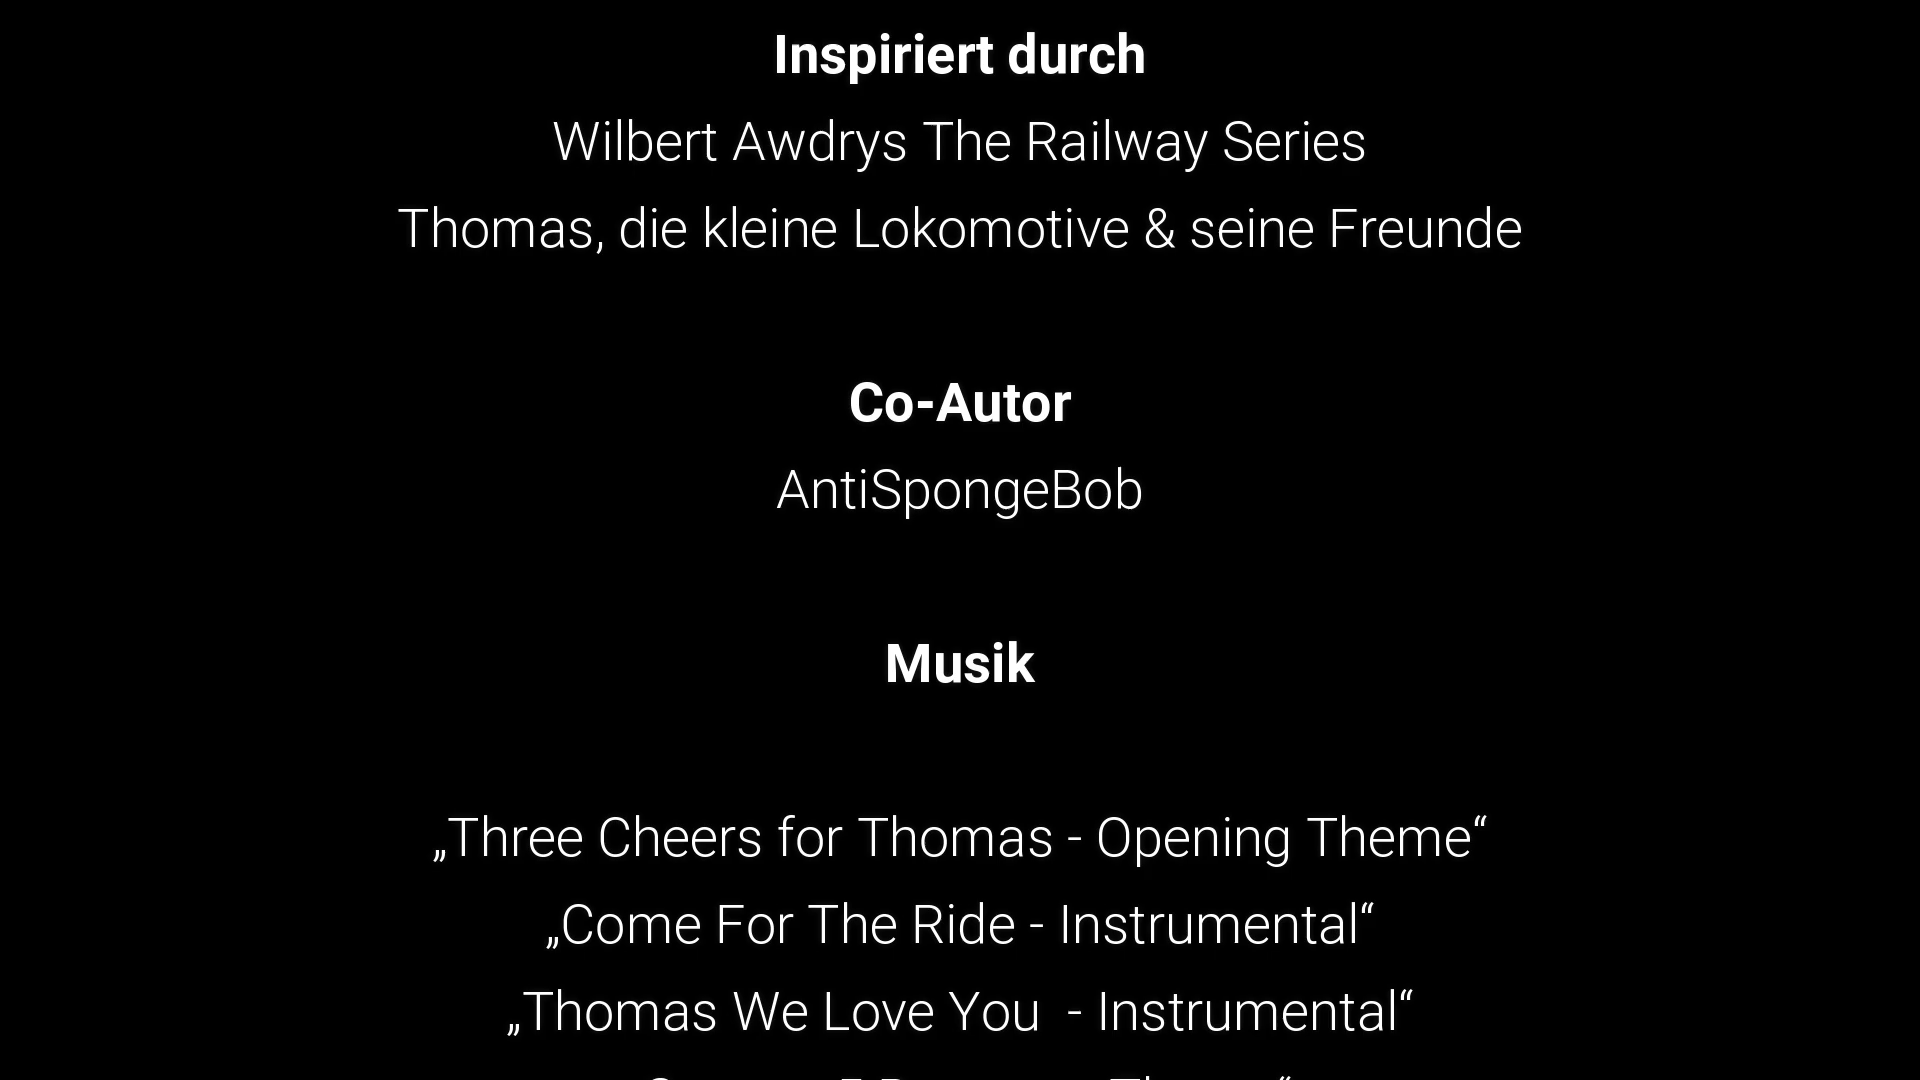 Inspiriert durch
Wilbert Awdrys The Railway Series
Thomas, die kleine Lokomotive & seine Freunde
Co-Autor
AntiSpongeBob
Musik
„Three Cheers for Thomas - Opening Theme“
„Come For The Ride - Instrumental“
„Thomas We Love You  - Instrumental“